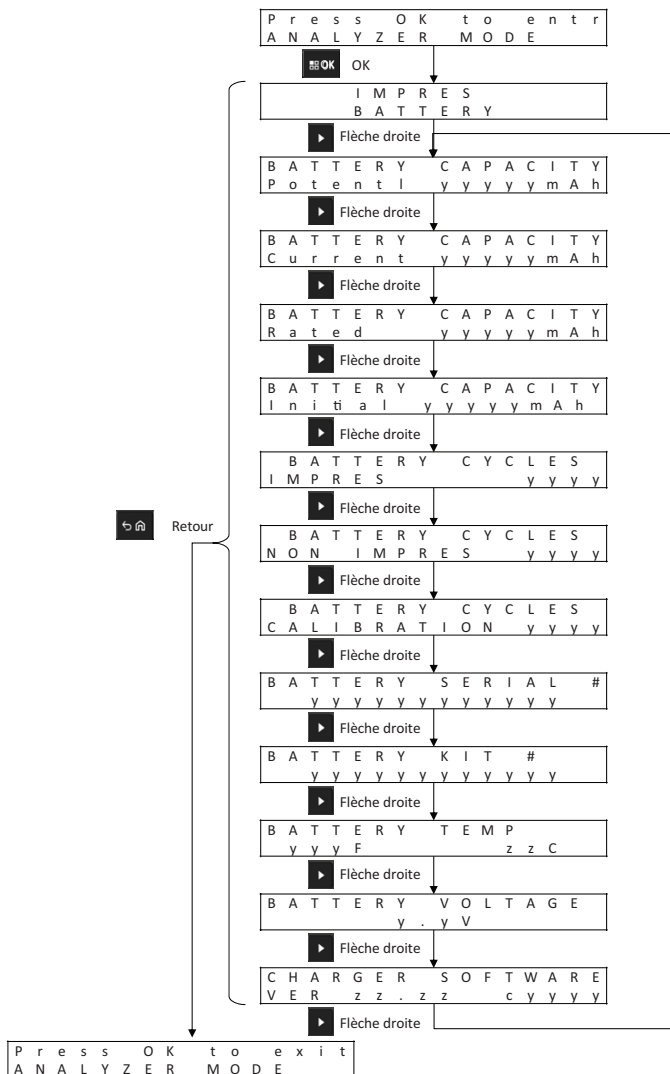 Press OK to entr
ANALYZER MODE
OK OK
IMPRES
BATTERY
Flèche droite
BATTERY CAPACITY
Potentl yyyyymAh
Flèche droite
BATTERY CAPACITY
Current yyyyymAh
Flèche droite
BATTERY CAPACITY
Rated yyyyymAh
Flèche droite
BATTERY CAPACITY
Initial yyyyymAh
Flèche droite
BATTERY CYCLES
IMPRES yyyy
Flèche droite
Retour
BATTERY CYCLES
NON IMPRES yyyy
Flèche droite
BATTERY CYCLES
CALIBRATION yyyy
Flèche droite
BATTERY SERIAL #
yyyyyyyyyyyy
Flèche droite
BATTERY KIT #
yyyyyyyyyyyy
Flèche droite
BATTERY TEMP
yyyF zzC
Flèche droite
BATTERY VOLTAGE
y.yV
Flèche droite
CHARGER SOFTWARE
VER zz.zz cyyyy
Flèche droite
Press OK to exit
ANALYZER MODE